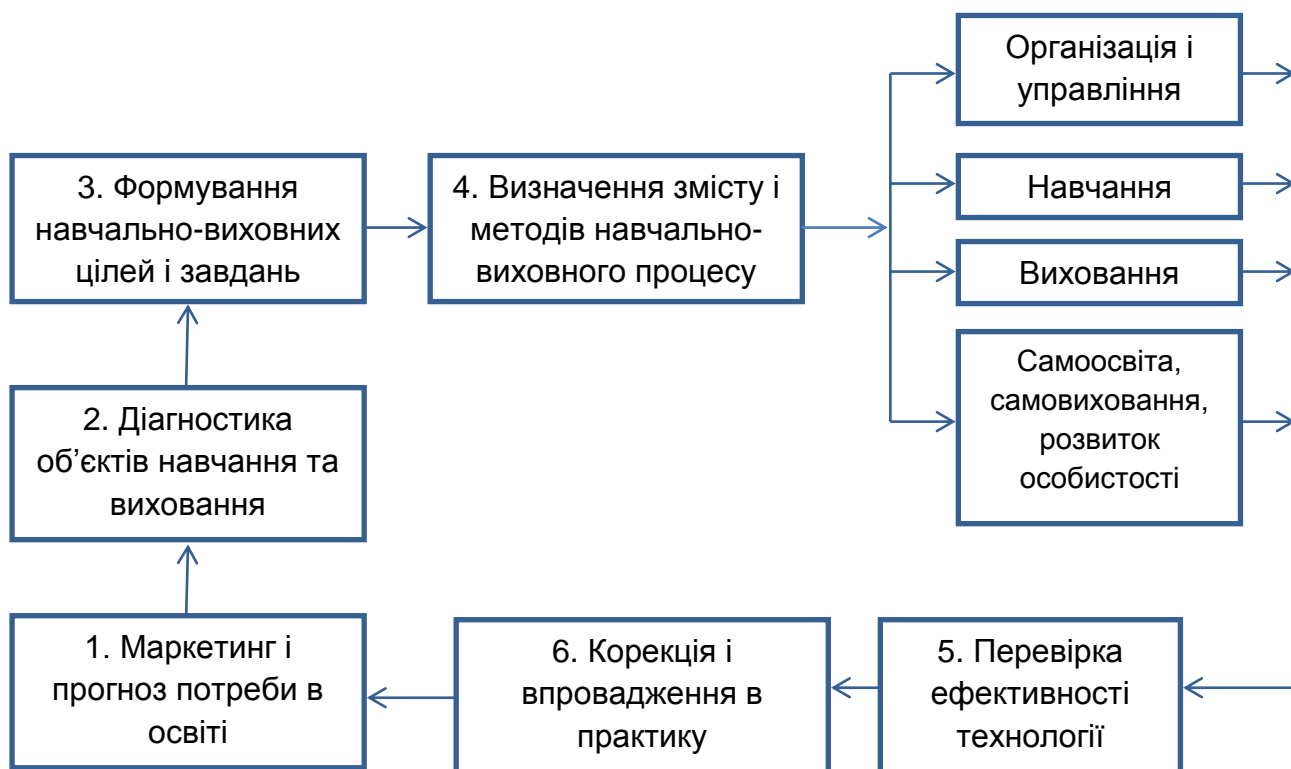 Організація і
управління
3. Формування
навчально-виховних
цілей і завдань
4. Визначення змісту і
методів навчально-
виховного процесу
Навчання
Виховання
Самоосвіта,
самовиховання,
розвиток
особистості
2. Діагностика
об’єктів навчання та
виховання
1. Маркетинг і
прогноз потреби в
освіті
6. Корекція і
впровадження в
практику
5. Перевірка
ефективності
технології